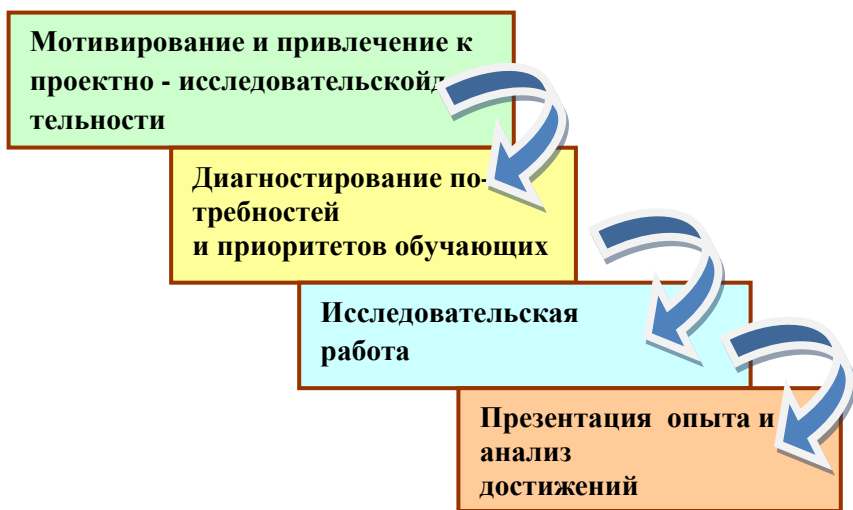 Мотивирование и привлечение к
проектно - исследовательскойд
тельности
Диагностирование по-
требностей
и приоритетов обучающих
Исследовательская
работа
Презентация опыта и
анализ
достижений